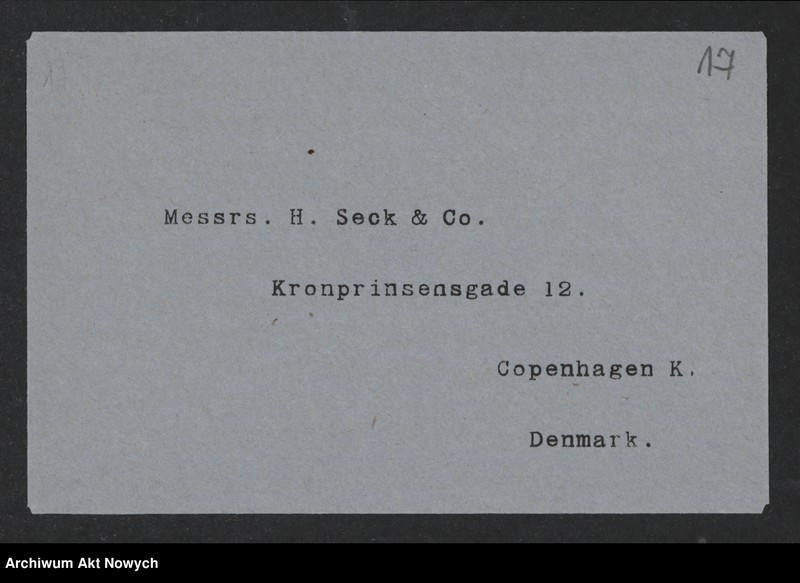 17
Messrs. H. Seck & Co.
Kronprinsensgade 12.
Copenhagen K.
Denmark.
Archiwum Akt Nowych